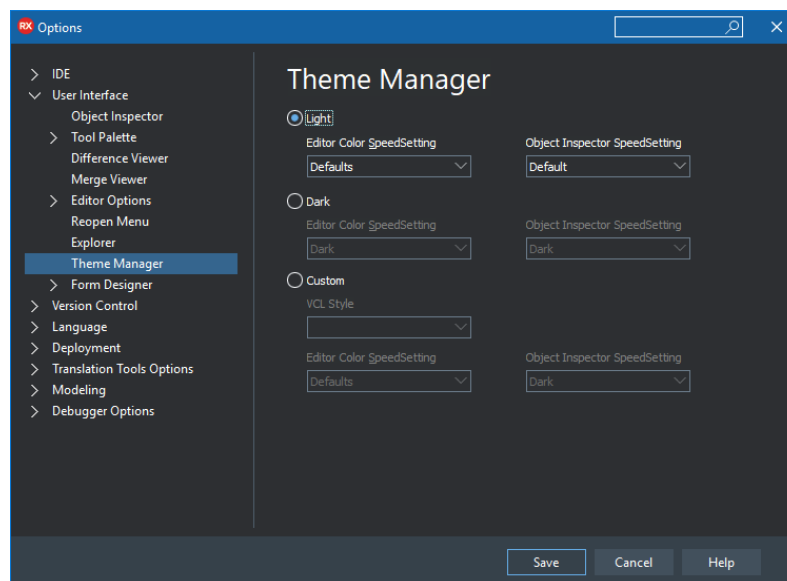 RX Options
IDE
User Interface
Object Inspector
Tool Palette
Difference Viewer
Merge Viewer
Editor Options
Reopen Menu
Explorer
Theme Manager
Form Designer
Version Control
Language
Deployment
Translation Tools Options
Modeling
Debugger Options
Theme Manager
Light
Editor Color SpeedSetting Object Inspector SpeedSetting
Defaults Default
Dark
Editor Color SpeedSetting Object Inspector SpeedSetting
Dark Dark
Custom
VCL Style
Editor Color SpeedSetting Object Inspector SpeedSetting
Defaults Dark
Save Cancel Help